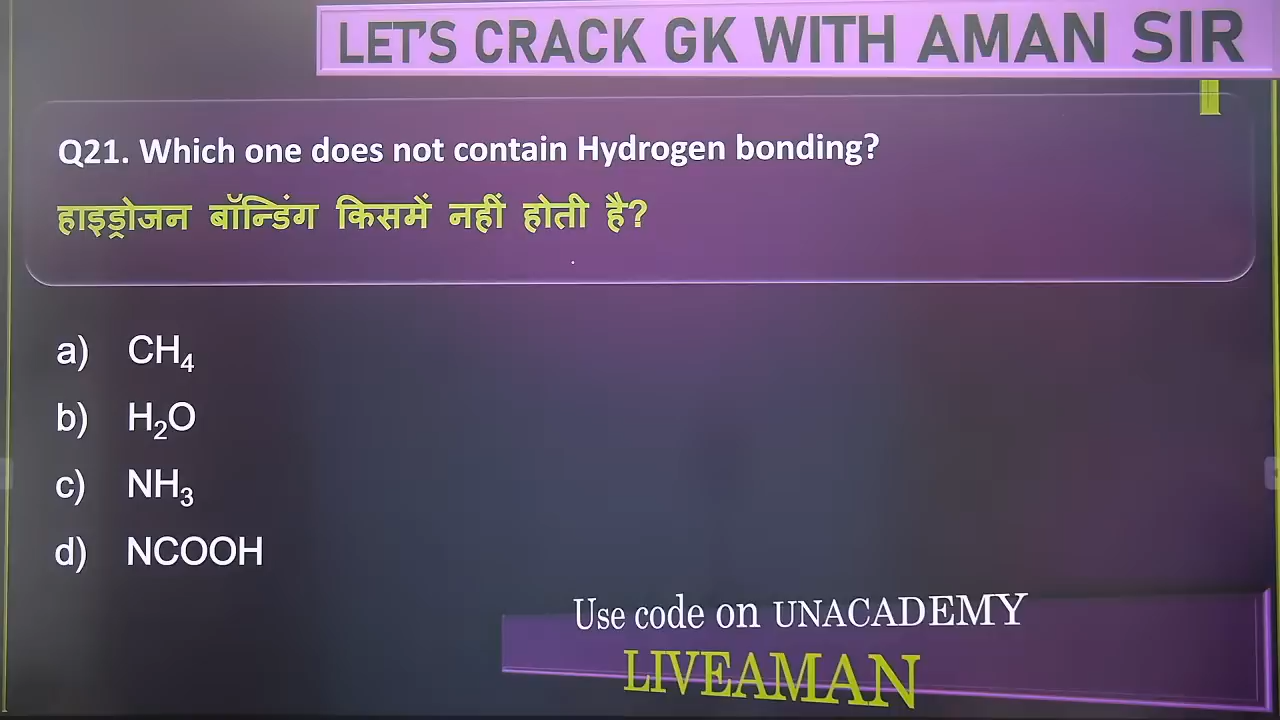 LET'S CRACK GK WITH AMAN SIR
Q21. Which one does not contain Hydrogen bonding?
हाइड्रोजन बॉन्डिंग किसमें नहीं होती है?
a) CH₄
b) H₂O
c) NH₃
d) NCOOH
Use code on UNACADEMY
LIVEAMAN